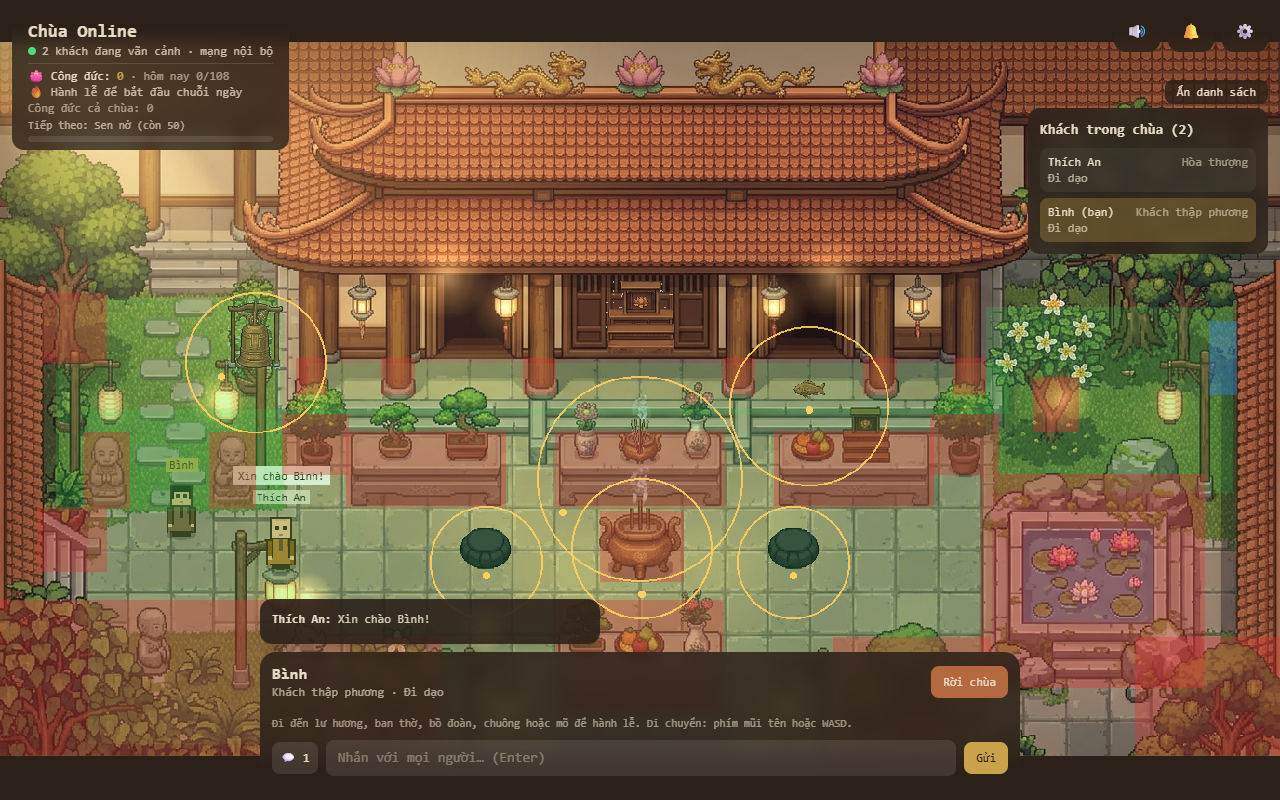 Chùa Online
2 khách đang vãn cảnh · mạng nội bộ
Công đức: 0 · hôm nay 0/108
Hành lễ để bắt đầu chuỗi ngày
Công đức cả chùa: 0
Tiếp theo: Sen nở (còn 50)
Ẩn danh sách
Khách trong chùa (2)
Thích An Hòa thượng
Đi dạo
Bình (bạn) Khách thập phương
Đi dạo
Bình
Xin chào Bình!
Thích An
Thích An: Xin chào Bình!
Bình
Khách thập phương · Đi dạo
Rời chùa
Đi đến lư hương, ban thờ, bồ đoàn, chuông hoặc mõ để hành lễ. Di chuyển: phím mũi tên hoặc WASD.
1
Nhắn với mọi người… (Enter)
Gửi